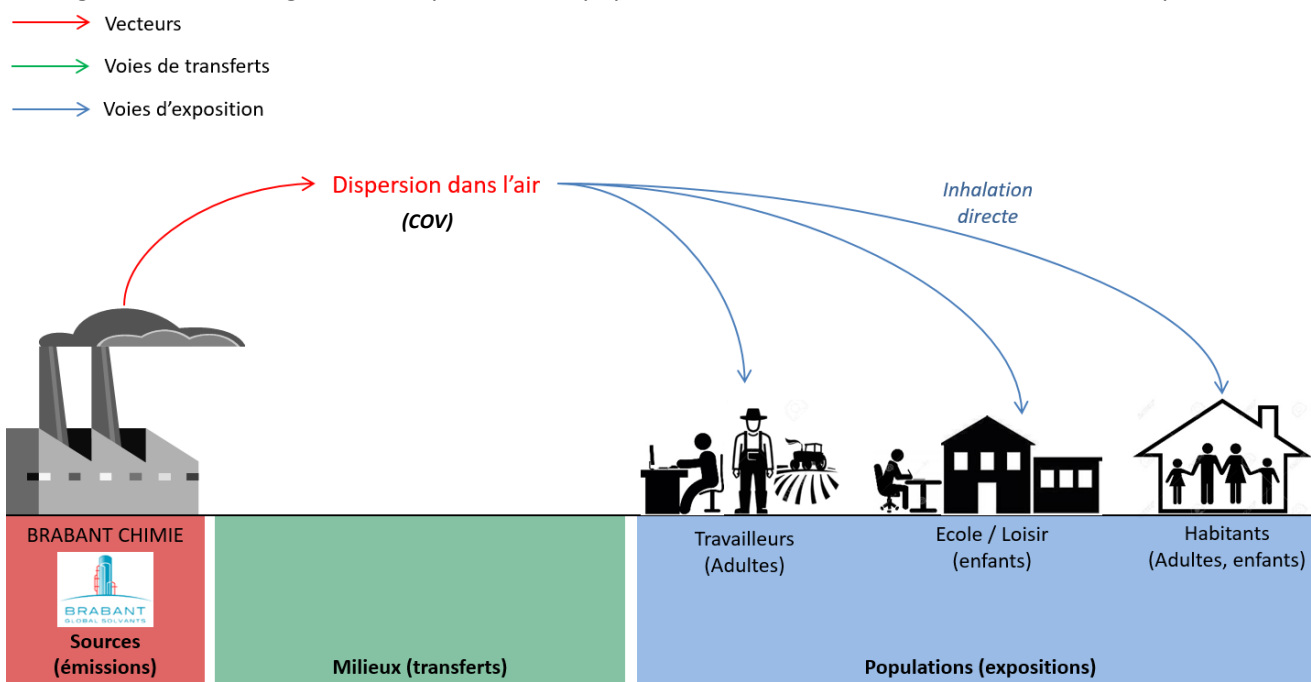 Vecteurs
Voies de transferts
Voies d’exposition
Dispersion dans l’air
(COV)
Inhalation
directe
BRABANT CHIMIE
BRABANT
GLOBAL SOLVANTS
Sources
(émissions)
Milieux (transferts)
Travailleurs
(Adultes)
Ecole / Loisir
(enfants)
Habitants
(Adultes, enfants)
Populations (expositions)